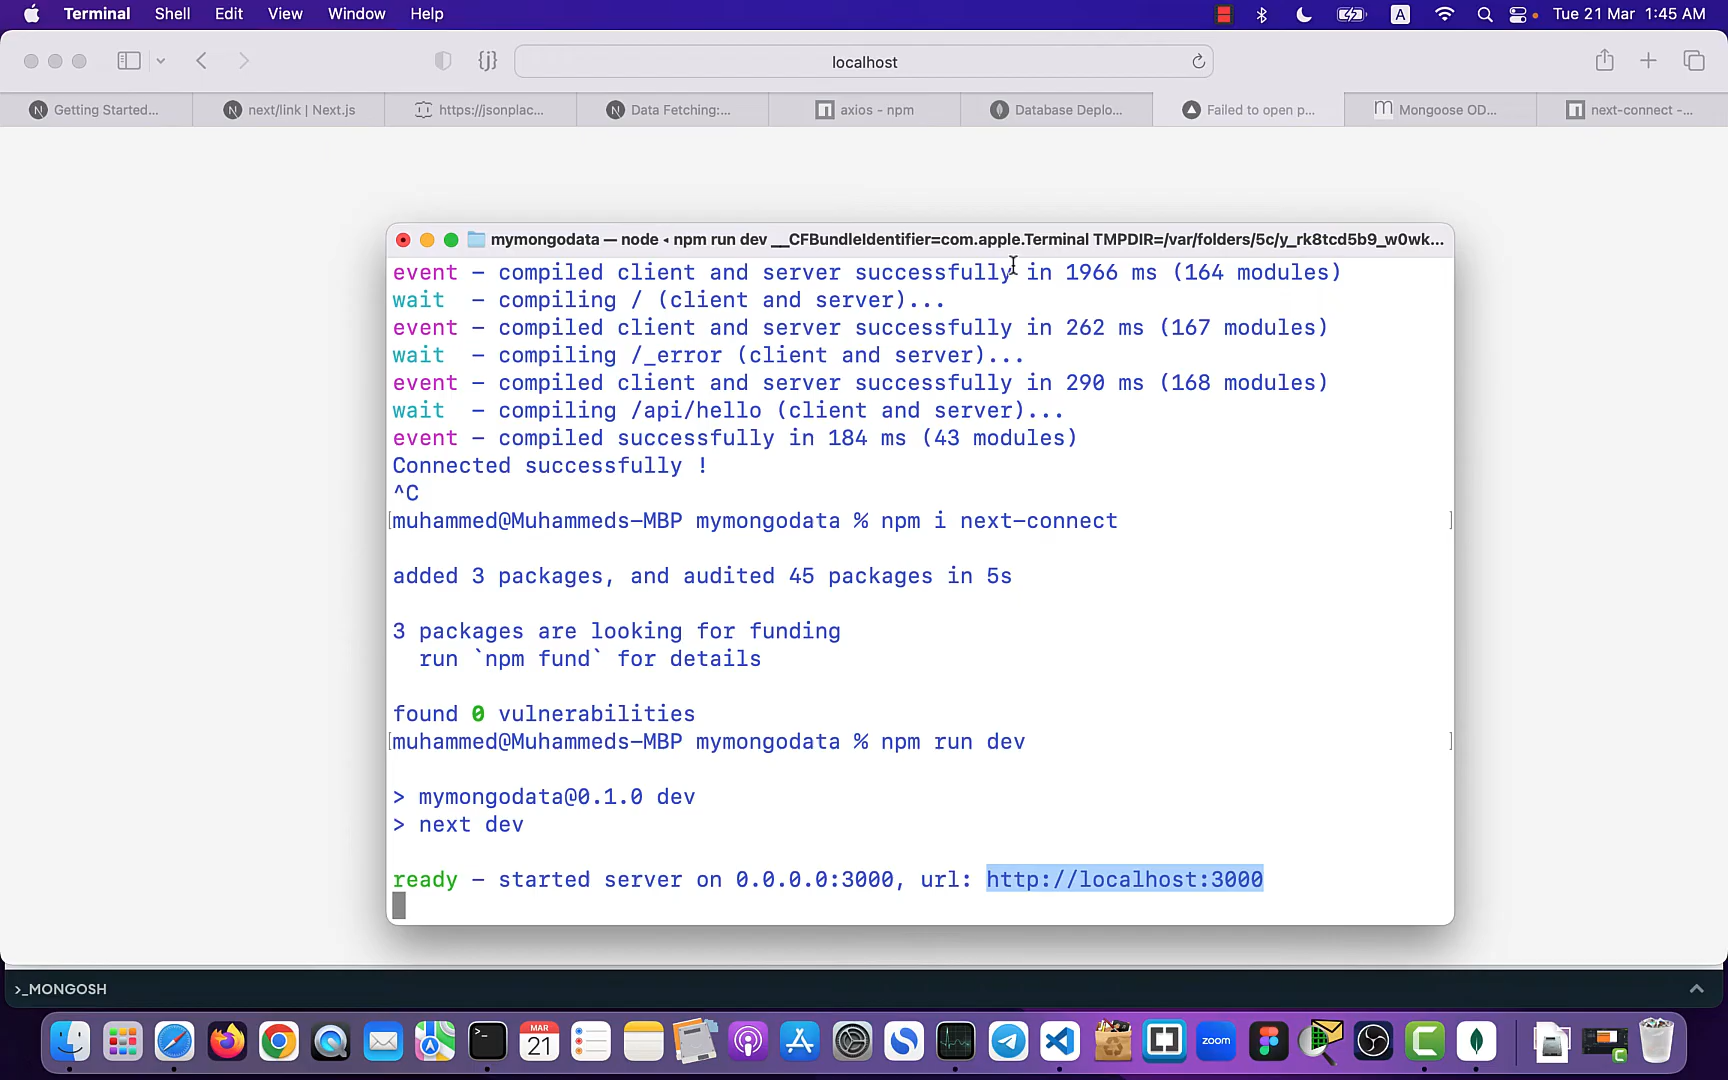 Terminal Shell Edit View Window Help A Tue 21 Mar 1:45 AM
{j} localhost
Getting Started... next/link | Next.js https://jsonplac... Data Fetching:... axios – npm Database Deplo... Failed to open p... Mongoose OD... next-connect -...
mymongodata — node ◂ npm run dev __CFBundleIdentifier=com.apple.Terminal TMPDIR=/var/folders/5c/y_rk8tcd5b9_w0wk...
event - compiled client and server successfully in 1966 ms (164 modules)
wait - compiling / (client and server)...
event - compiled client and server successfully in 262 ms (167 modules)
wait - compiling /_error (client and server)...
event - compiled client and server successfully in 290 ms (168 modules)
wait - compiling /api/hello (client and server)...
event - compiled successfully in 184 ms (43 modules)
Connected successfully !
^C
[muhammed@Muhammeds-MBP mymongodata % npm i next-connect ]
added 3 packages, and audited 45 packages in 5s
3 packages are looking for funding
run `npm fund` for details
found 0 vulnerabilities
[muhammed@Muhammeds-MBP mymongodata % npm run dev ]
> mymongodata@0.1.0 dev
> next dev
ready - started server on 0.0.0.0:3000, url: http://localhost:3000
>_MONGOSH
MAR
21
zoom